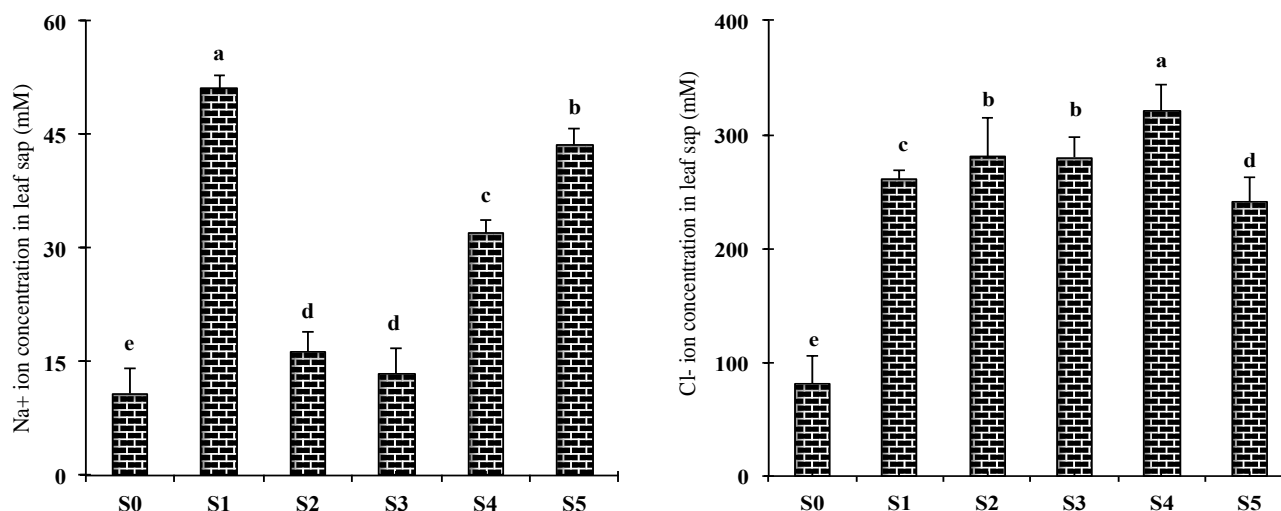 Na+ ion concentration in leaf sap (mM)
60
45
30
15
0
e
a
d
d
c
b
S0 S1 S2 S3 S4 S5
Cl- ion concentration in leaf sap (mM)
400
300
200
100
0
e
c
b
b
a
d
S0 S1 S2 S3 S4 S5